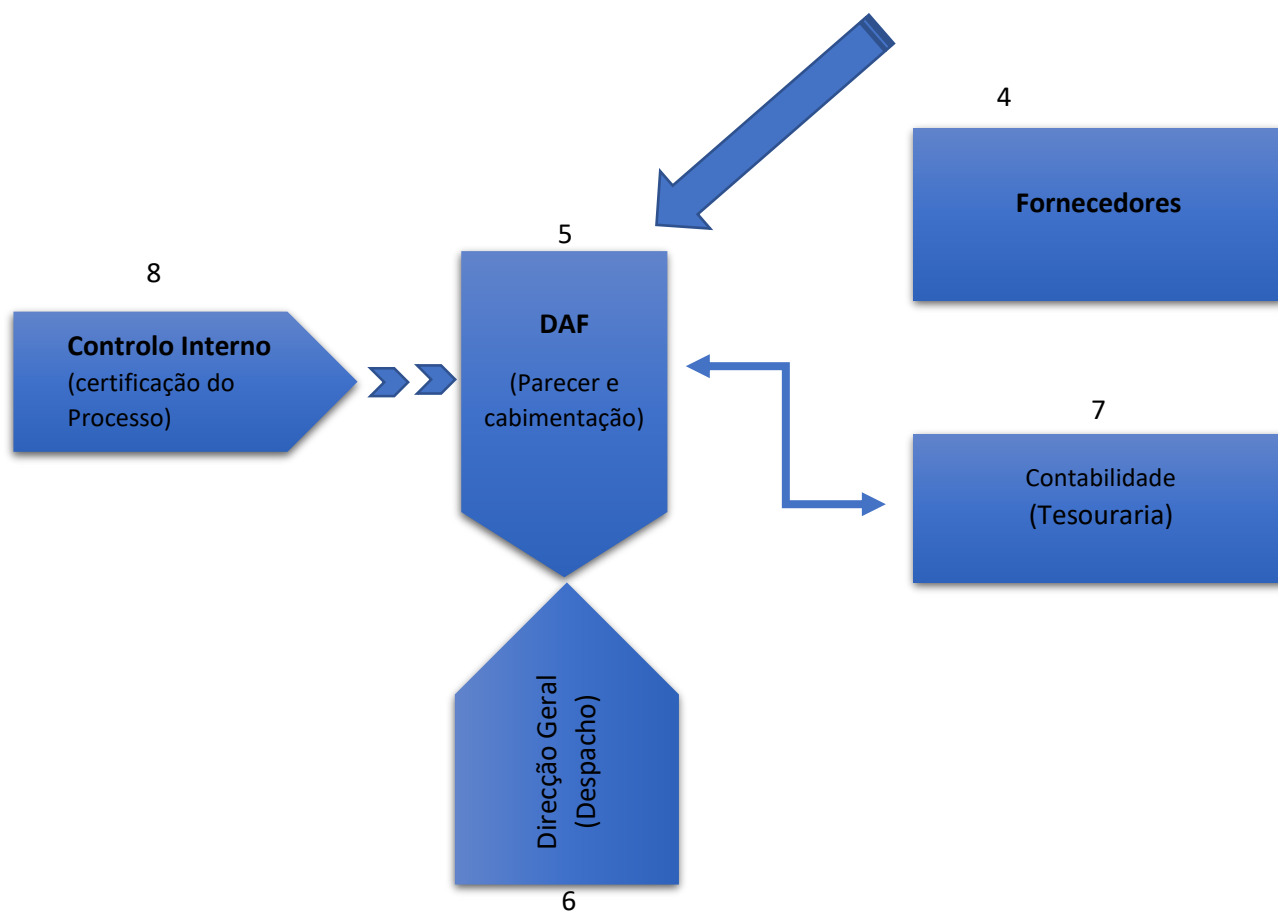 4
Fornecedores
5
8
DAF
Controlo Interno
(certificação do
Processo)
(Parecer e
cabimentação)
7
Contabilidade
(Tesouraria)
Direcção Geral
(Despacho)
6